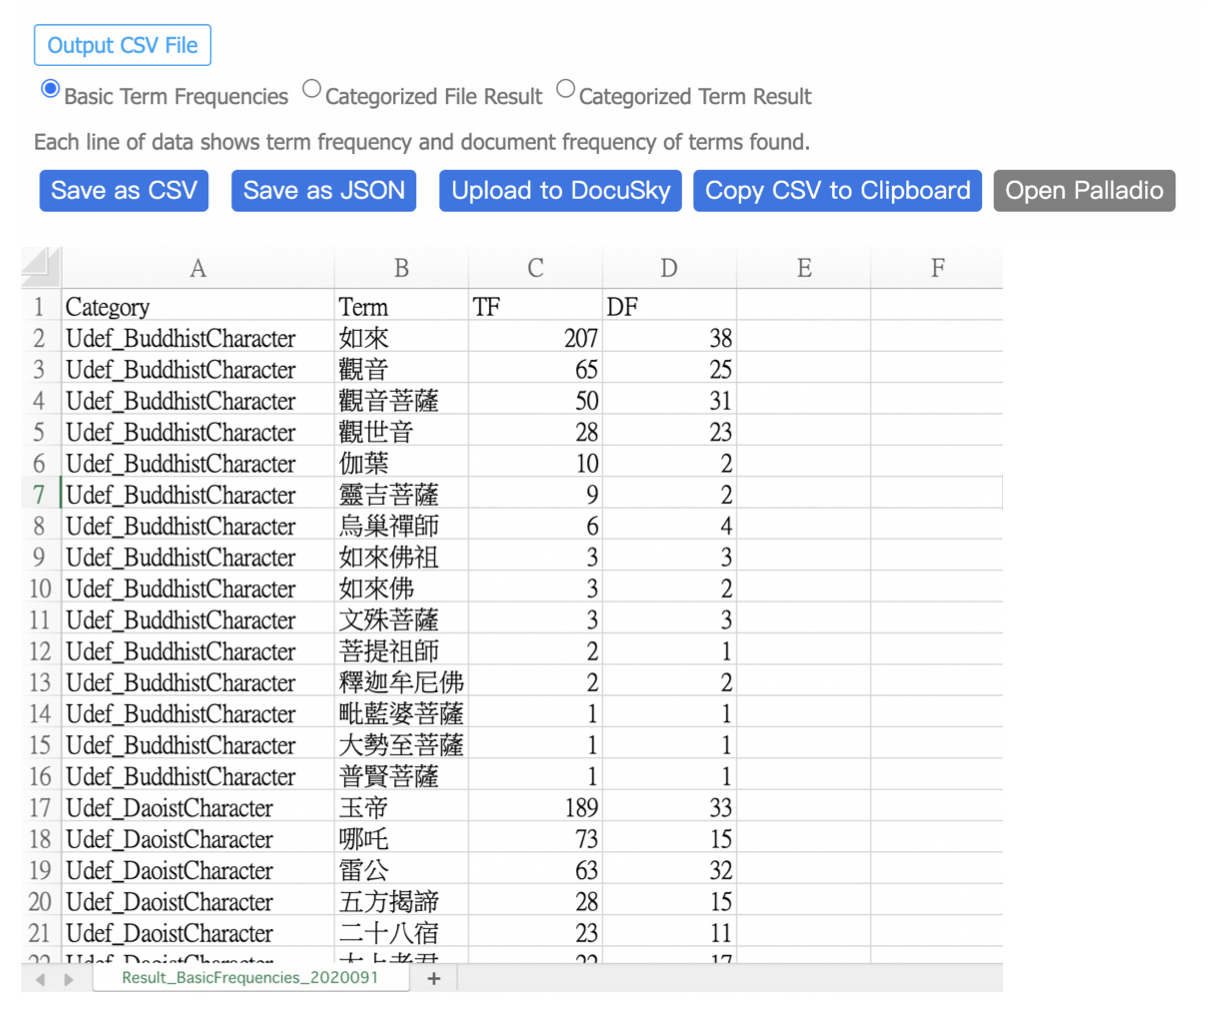 Output CSV File
Basic Term Frequencies Categorized File Result Categorized Term Result
Each line of data shows term frequency and document frequency of terms found.
Save as CSV Save as JSON Upload to DocuSky Copy CSV to Clipboard Open Palladio
A B C D E F
1 Category Term TF DF
2 Udef_BuddhistCharacter 如來 207 38
3 Udef_BuddhistCharacter 觀音 65 25
4 Udef_BuddhistCharacter 觀音菩薩 50 31
5 Udef_BuddhistCharacter 觀世音 28 23
6 Udef_BuddhistCharacter 伽葉 10 2
7 Udef_BuddhistCharacter 靈吉菩薩 9 2
8 Udef_BuddhistCharacter 烏巢禪師 6 4
9 Udef_BuddhistCharacter 如來佛祖 3 3
10 Udef_BuddhistCharacter 如來佛 3 2
11 Udef_BuddhistCharacter 文殊菩薩 3 3
12 Udef_BuddhistCharacter 菩提祖師 2 1
13 Udef_BuddhistCharacter 釋迦牟尼佛 2 2
14 Udef_BuddhistCharacter 毗藍婆菩薩 1 1
15 Udef_BuddhistCharacter 大勢至菩薩 1 1
16 Udef_BuddhistCharacter 普賢菩薩 1 1
17 Udef_DaoistCharacter 玉帝 189 33
18 Udef_DaoistCharacter 哪吒 73 15
19 Udef_DaoistCharacter 雷公 63 32
20 Udef_DaoistCharacter 五方揭諦 28 15
21 Udef_DaoistCharacter 二十八宿 23 11
22 Udef_DaoistCharacter 太上老君 22 17
Result_BasicFrequencies_2020091 +